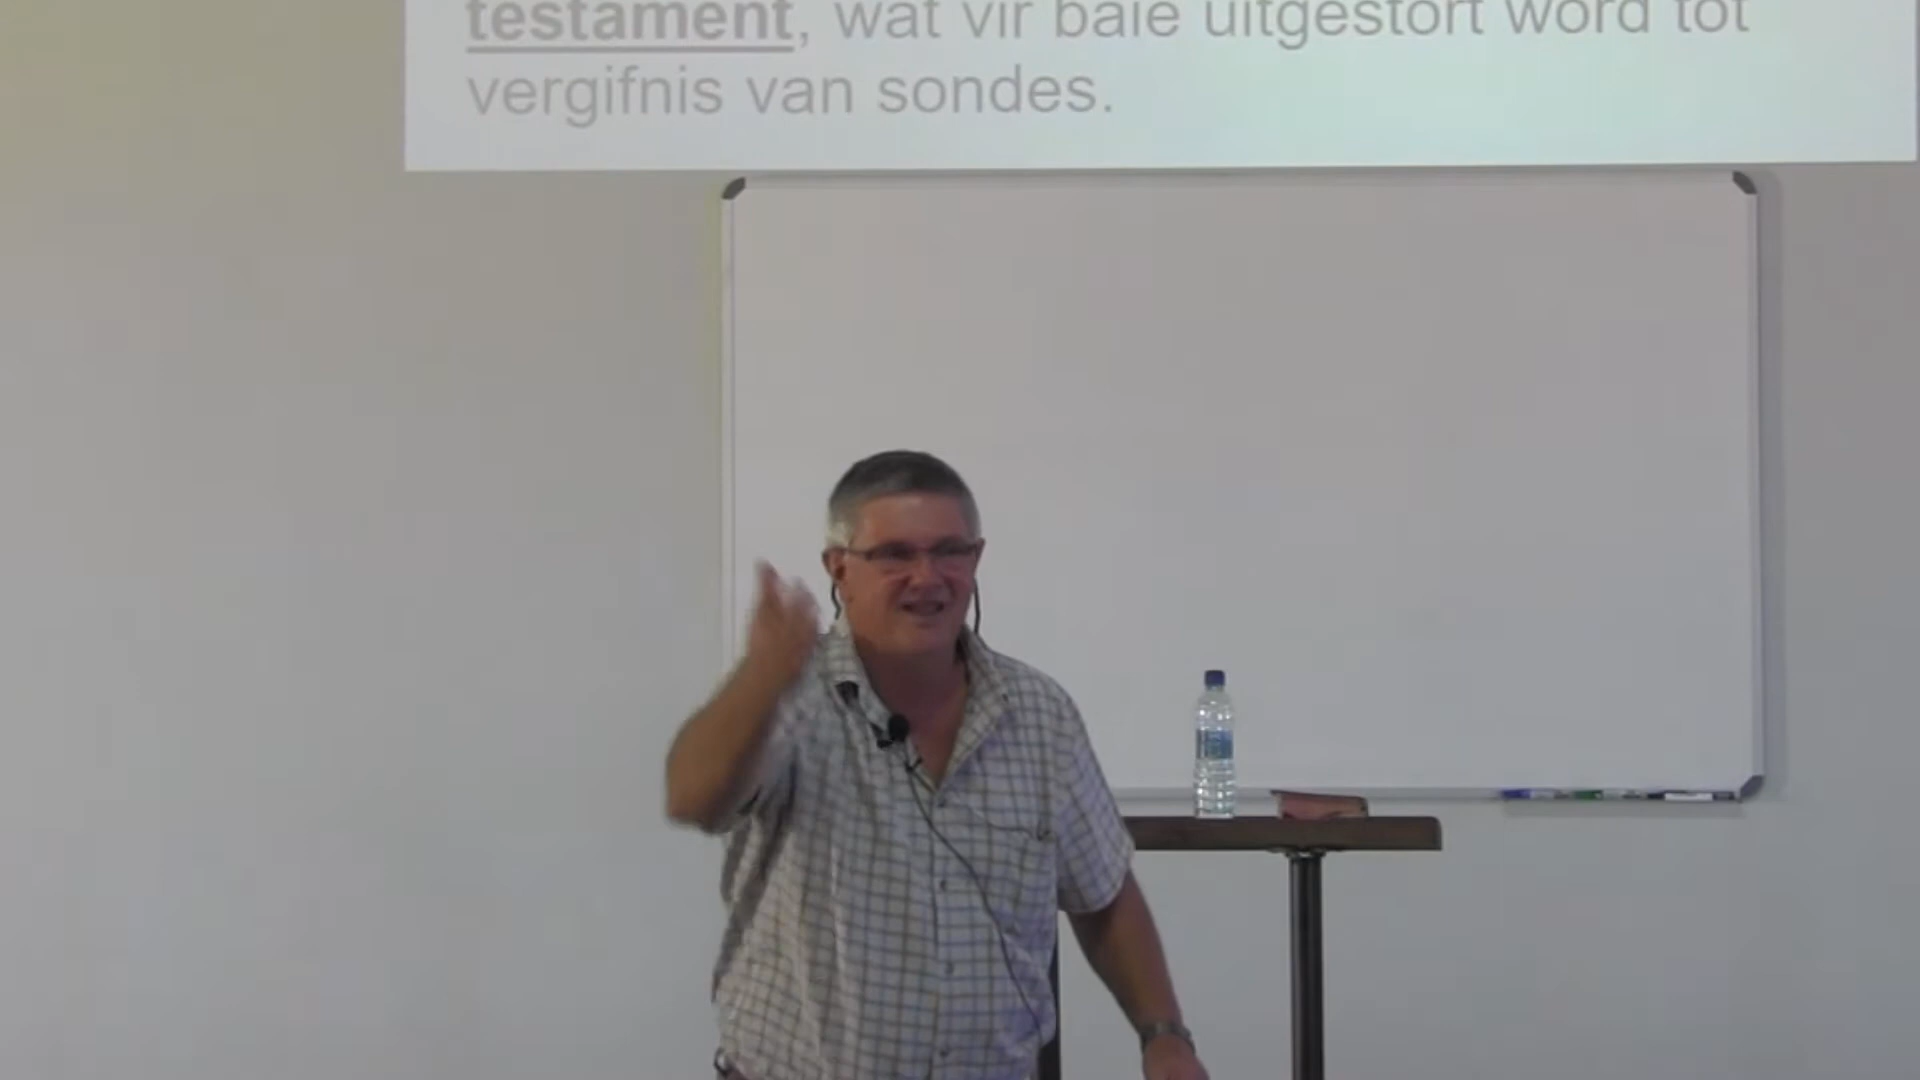 testament, wat vir baie uitgestort word tot
vergifnis van sondes.